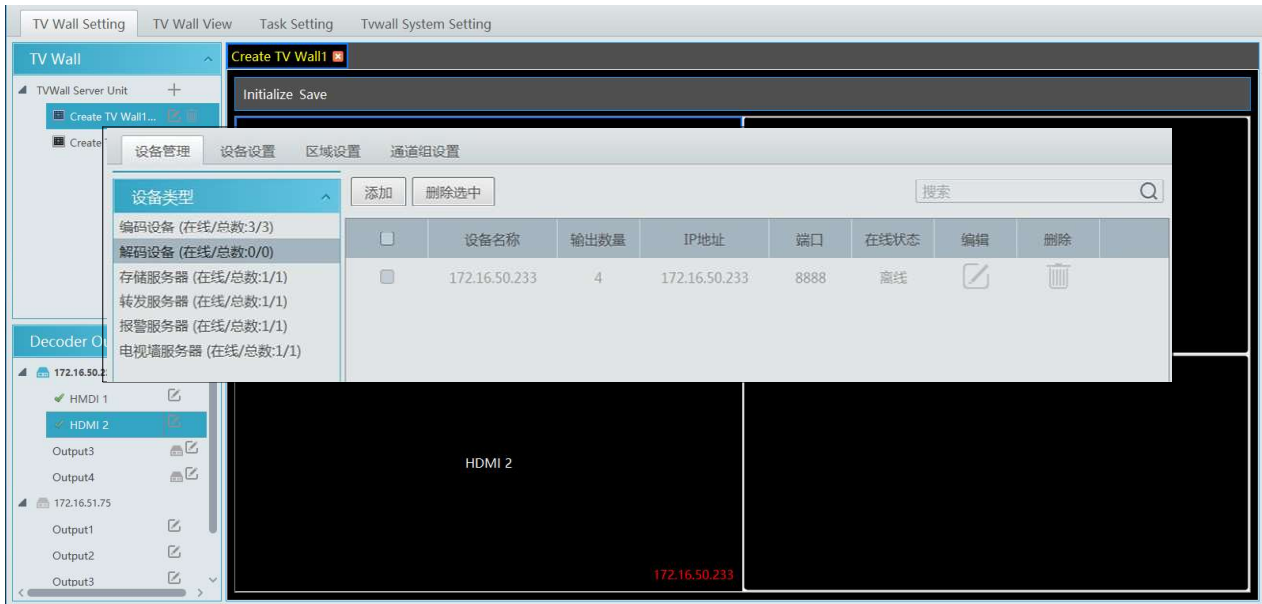 TV Wall Setting TV Wall View Task Setting Tvwall System Setting
TV Wall
Create TV Wall1
TVWall Server Unit
Initialize Save
Create TV Wall1...
Create
设备管理 设备设置 区域设置 通道组设置
设备类型
添加 删除选中 搜索
编码设备 (在线/总数:3/3)
解码设备 (在线/总数:0/0)
存储服务器 (在线/总数:1/1)
转发服务器 (在线/总数:1/1)
报警服务器 (在线/总数:1/1)
电视墙服务器 (在线/总数:1/1)
设备名称 输出数量 IP地址 端口 在线状态 编辑 删除
172.16.50.233 4 172.16.50.233 8888 离线
Decoder
172.16.50.2
HMDI 1
HDMI 2
Output3
Output4
172.16.51.75
Output1
Output2
Output3
HDMI 2
172.16.50.233